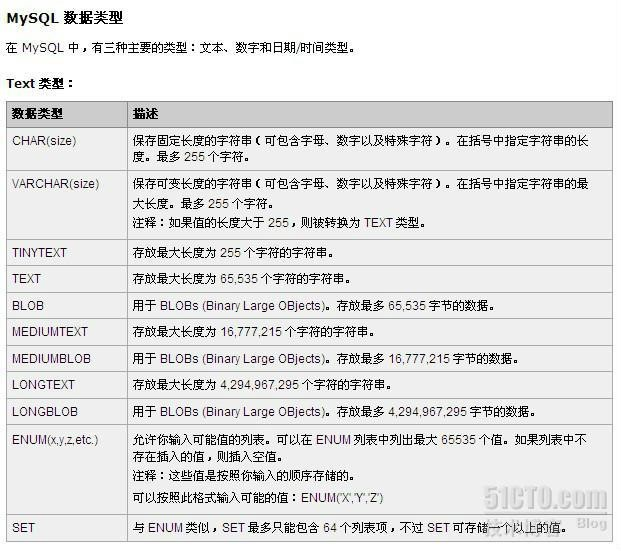 MySQL 数据类型
在 MySQL 中，有三种主要的类型：文本、数字和日期/时间类型。
Text 类型：
数据类型 描述
CHAR(size) 保存固定长度的字符串（可包含字母、数字以及特殊字符）。在括号中指定字符串的长
度。最多 255 个字符。
VARCHAR(size) 保存可变长度的字符串（可包含字母、数字以及特殊字符）。在括号中指定字符串的最
大长度。最多 255 个字符。
注释：如果值的长度大于 255，则被转换为 TEXT 类型。
TINYTEXT 存放最大长度为 255 个字符的字符串。
TEXT 存放最大长度为 65,535 个字符的字符串。
BLOB 用于 BLOBs (Binary Large OBjects)。存放最多 65,535 字节的数据。
MEDIUMTEXT 存放最大长度为 16,777,215 个字符的字符串。
MEDIUMBLOB 用于 BLOBs (Binary Large OBjects)。存放最多 16,777,215 字节的数据。
LONGTEXT 存放最大长度为 4,294,967,295 个字符的字符串。
LONGBLOB 用于 BLOBs (Binary Large OBjects)。存放最多 4,294,967,295 字节的数据。
ENUM(x,y,z,etc.) 允许你输入可能值的列表。可以在 ENUM 列表中列出最大 65535 个值。如果列表中不
存在插入的值，则插入空值。
注释：这些值是按照你输入的顺序存储的。
可以按照此格式输入可能的值：ENUM('X','Y','Z')
SET 与 ENUM 类似，SET 最多只能包含 64 个列表项，不过 SET 可存储一个以上的值。
51CTO.com
技术博客 Blog